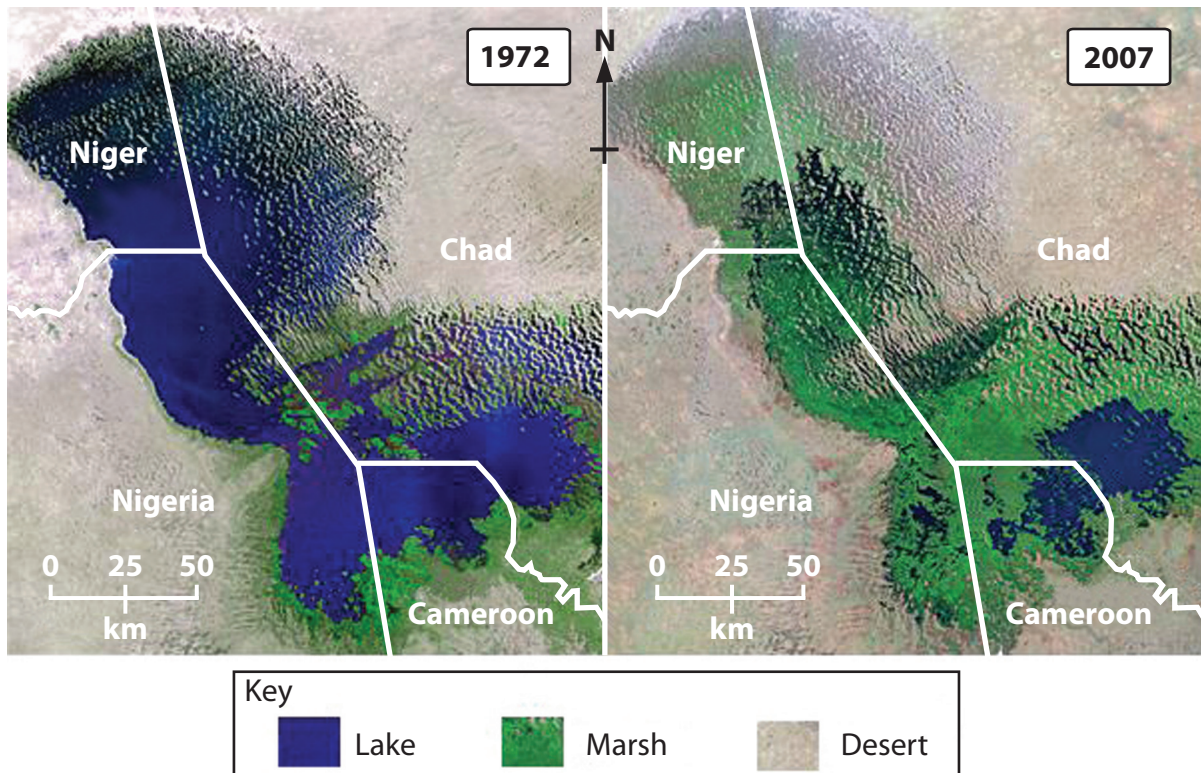 1972
Niger
Chad
Nigeria
0 25 50
km
Cameroon
N
2007
Niger
Chad
Nigeria
0 25 50
km
Cameroon
Key
Lake
Marsh
Desert